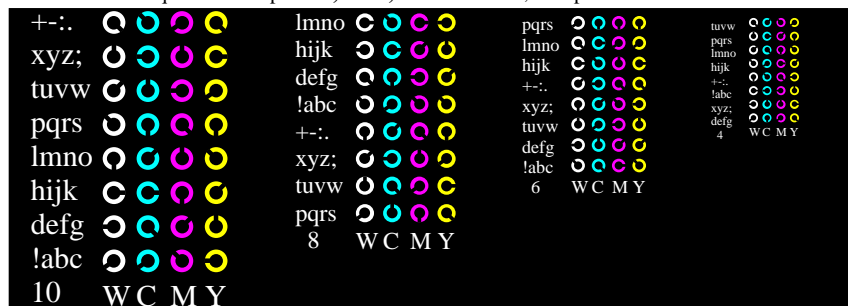 +-:.
xyz;
tuvw
pqrs
lmno
hijk
defg
!abc
10 W C M Y
lmno
hijk
defg
!abc
+-:.
xyz;
tuvw
pqrs
8 W C M Y
pqrs
lmno
hijk
+-:.
xyz;
tuvw
defg
!abc
6 W C M Y
tuvw
pqrs
lmno
hijk
+-:.
!abc
xyz;
defg
4 W C M Y